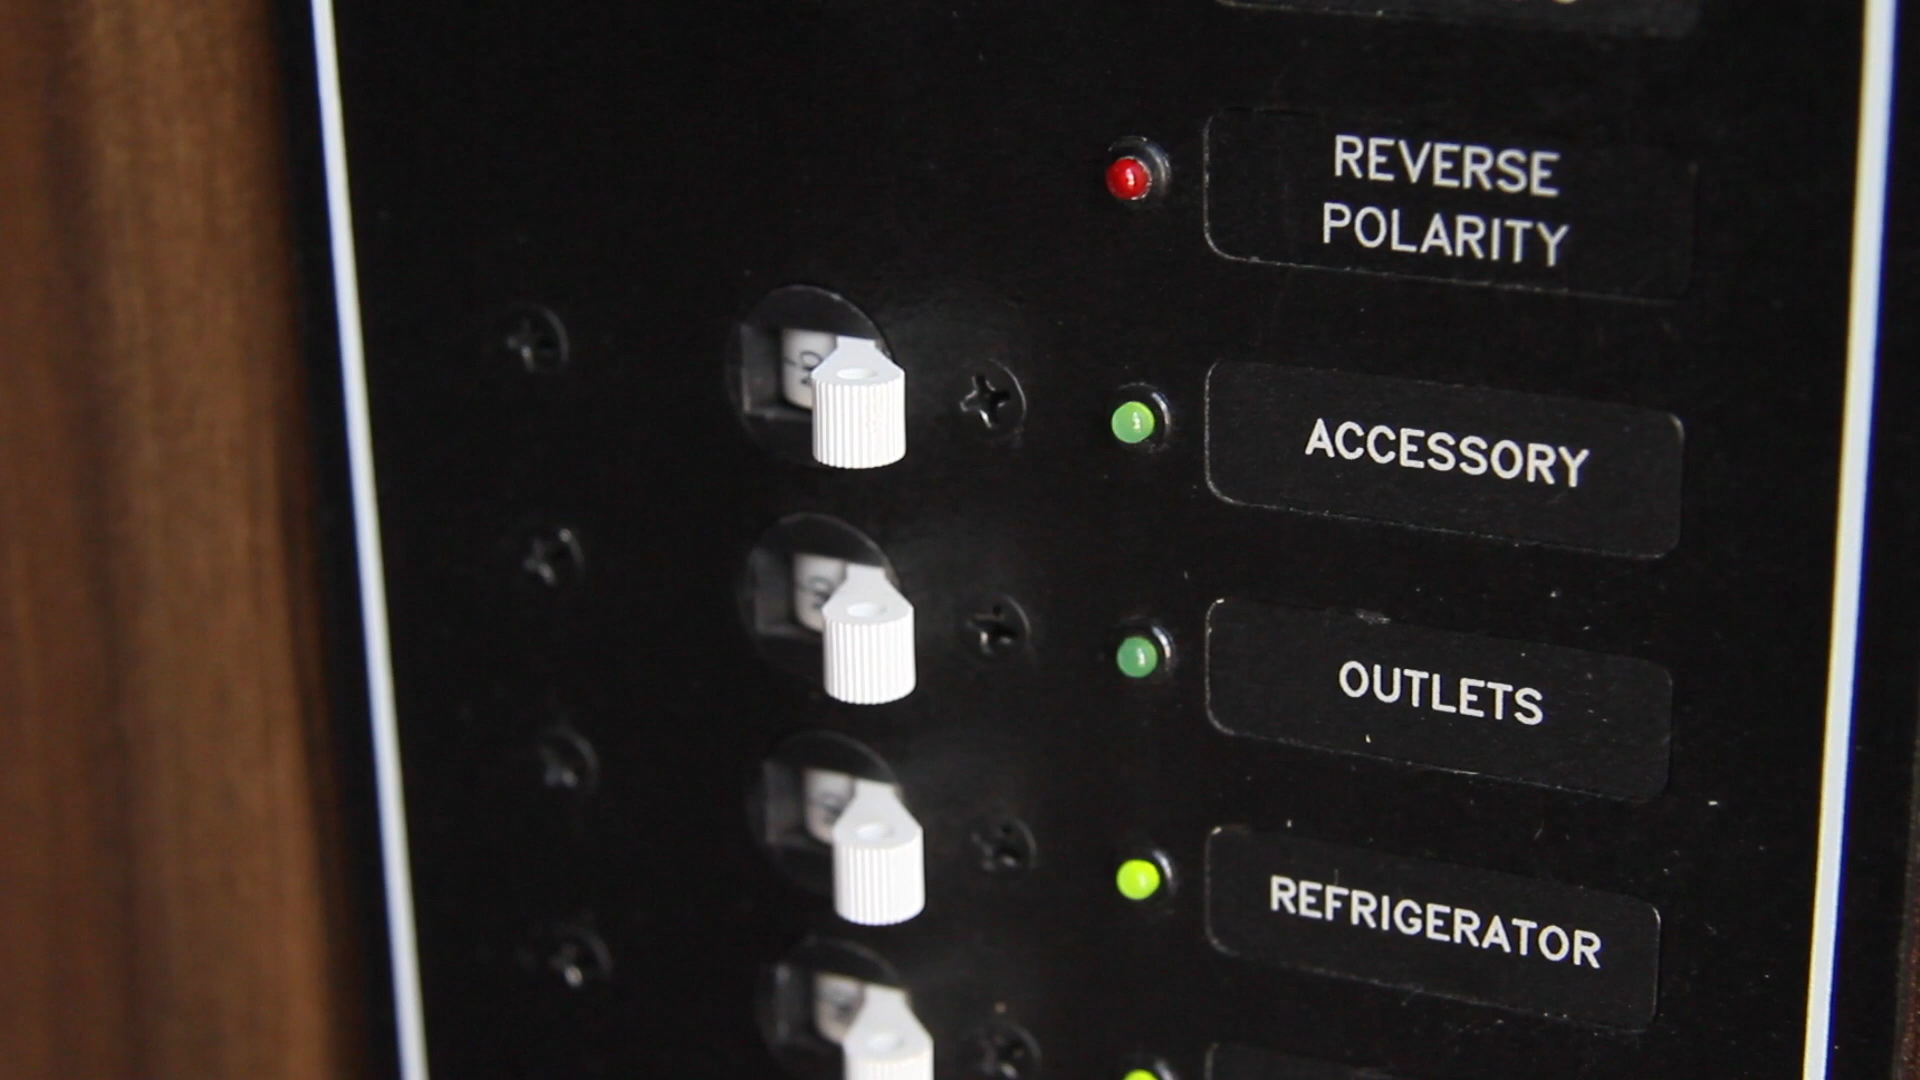 REVERSE
POLARITY
ACCESSORY
OUTLETS
REFRIGERATOR